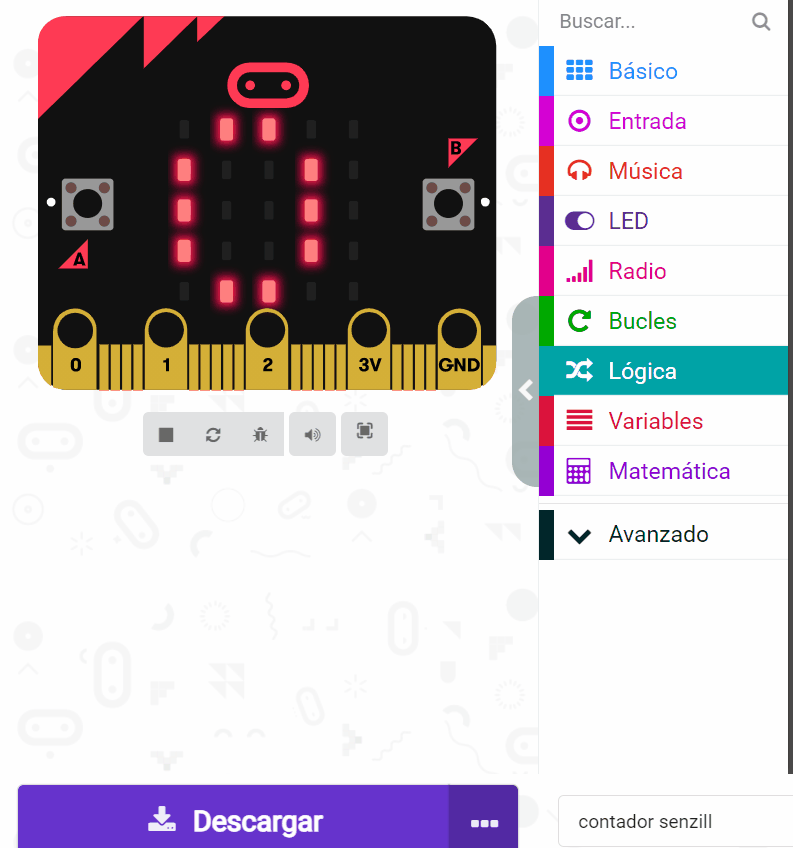 Buscar...
Básico
Entrada
B
Música
LED
A
Radio
Bucles
0 1 2 3V GND
Lógica
Variables
Matemática
Avanzado
Descargar
contador senzill